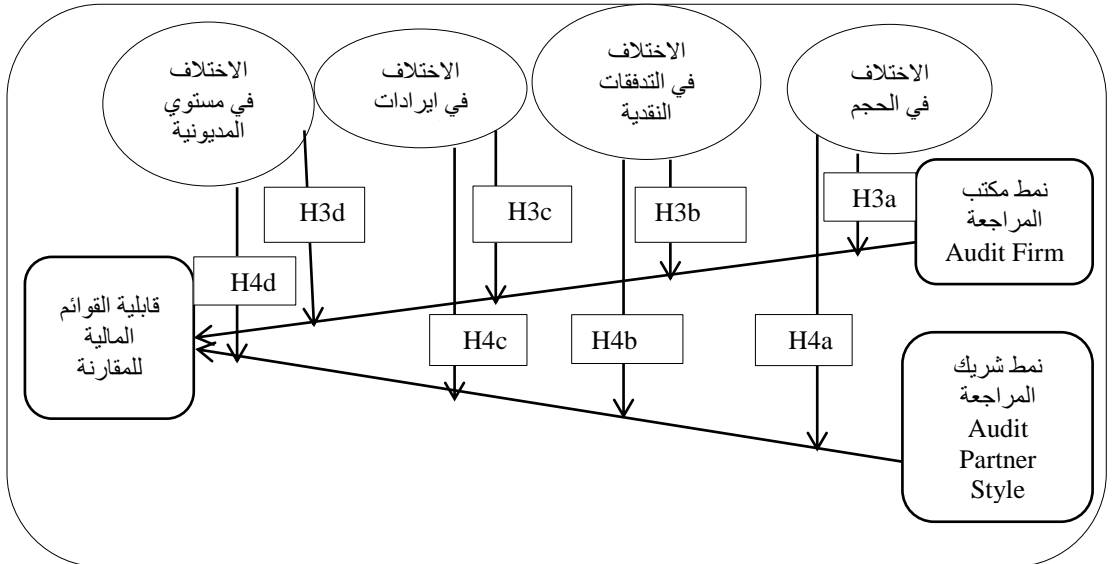 الاختلاف
في الحجم
الاختلاف
في التدفقات
النقدية
الاختلاف
في ايرادات
الاختلاف
في مستوي
المديونية
نمط مكتب
المراجعة
Audit Firm
H3a
H3b
H3c
H3d
H4d
قابلية القوائم
المالية
للمقارنة
H4a
H4b
H4c
نمط شريك
المراجعة
Audit
Partner
Style